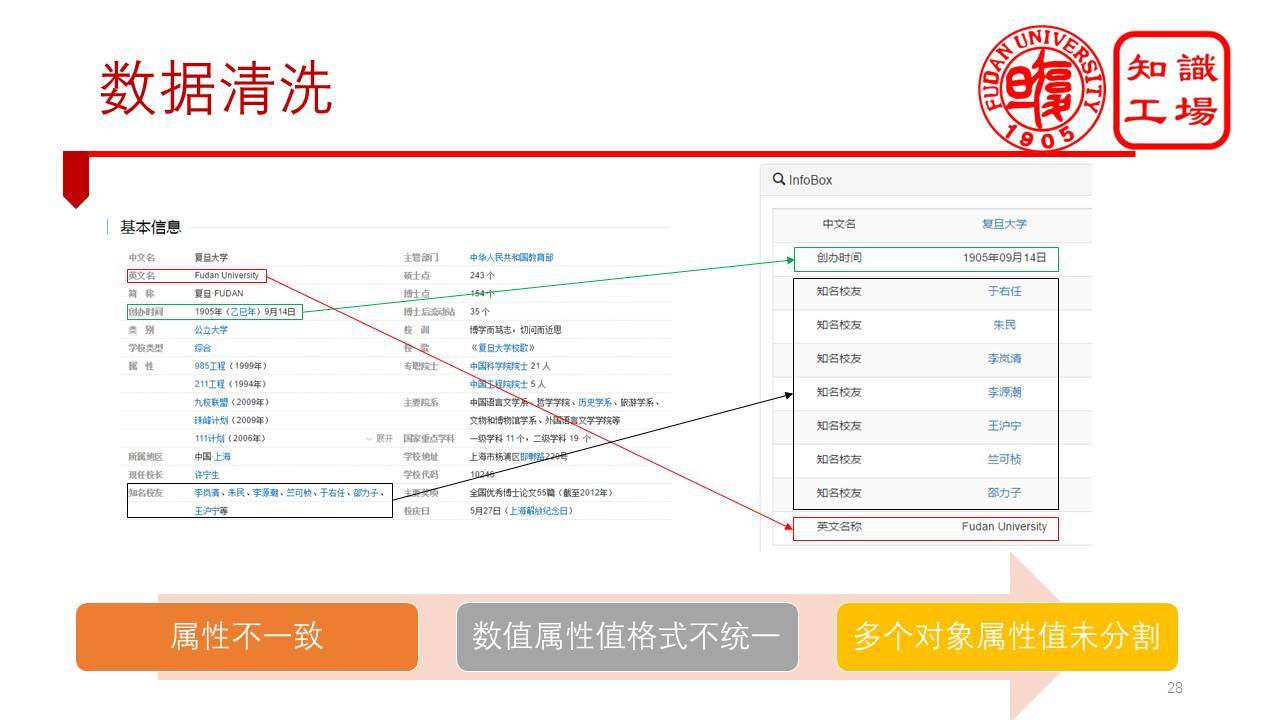 数据清洗
FUDAN UNIVERSITY
1905
知識
工場
基本信息
中文名 复旦大学 主管部门 中华人民共和国教育部
英文名 Fudan University 硕士点 243个
简 称 复旦·FUDAN 博士点 154个
创办时间 1905年（乙巳年）9月14日 博士后流动站 35个
类 别 公立大学 校 训 博学而笃志，切问而近思
学校类型 综合 校 歌 《复旦大学校歌》
属 性 985工程（1999年） 专职院士 中国科学院院士 21人
211工程（1994年） 中国工程院院士 5人
九校联盟（2009年） 主要院系 中国语言文学系、哲学学院、历史学系、旅游学系、
珠峰计划（2009年） 文物和博物馆学系、外国语言文学学院等
111计划（2006年） 展开 国家重点学科 一级学科 11个，二级学科 19个
所属地区 中国·上海 学校地址 上海市杨浦区邯郸路220号
现任校长 许宁生 学校代码 10246
知名校友 李岚清、朱民、李源潮、竺可桢、于右任、邵力子、 主要奖项 全国优秀博士论文55篇（截至2012年）
王沪宁等 校庆日 5月27日（上海解放纪念日）
InfoBox
中文名 复旦大学
创办时间 1905年09月14日
知名校友 于右任
知名校友 朱民
知名校友 李岚清
知名校友 李源潮
知名校友 王沪宁
知名校友 竺可桢
知名校友 邵力子
英文名称 Fudan University
属性不一致 数值属性值格式不统一 多个对象属性值未分割
28